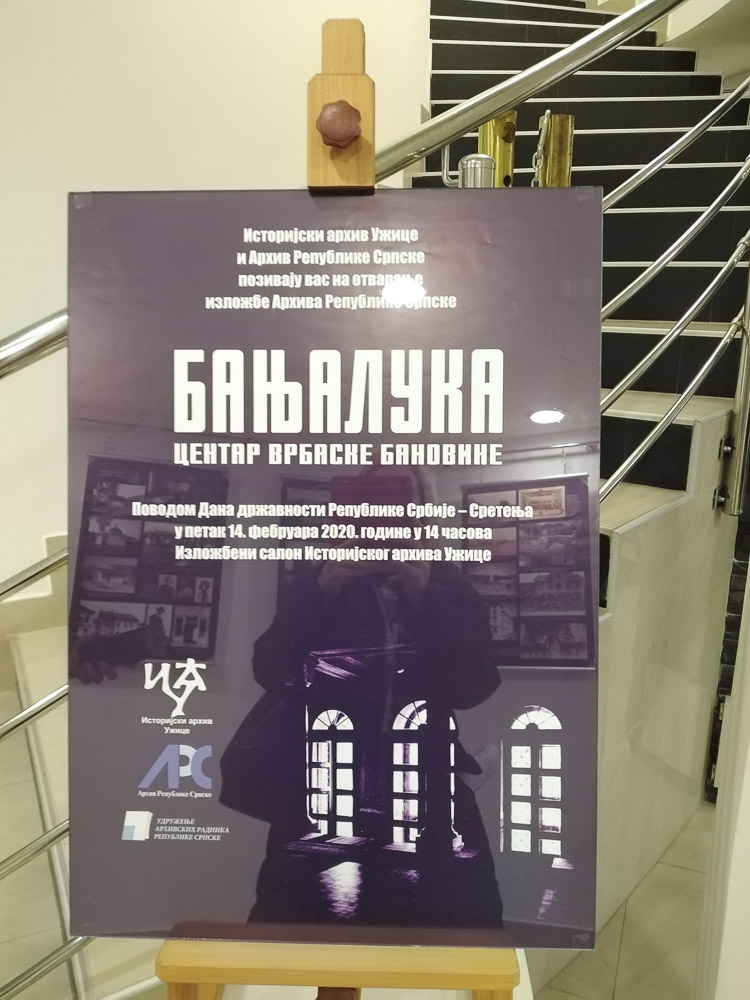 Историјски архив Ужице
и Архив Републике Српске
позивају вас на отварање
изложбе Архива Републике Српске
БАЊАЛУКА
ЦЕНТАР ВРБАСКЕ БАНОВИНЕ
Поводом Дана државности Републике Србије – Сретења
у петак 14. фебруара 2020. године у 14 часова
Изложбени салон Историјског архива Ужице
ИАУ
Историјски архив
Ужице
АРС
Архив Републике Српске
УДРУЖЕЊЕ
АРХИВСКИХ РАДНИКА
РЕПУБЛИКЕ СРПСКЕ